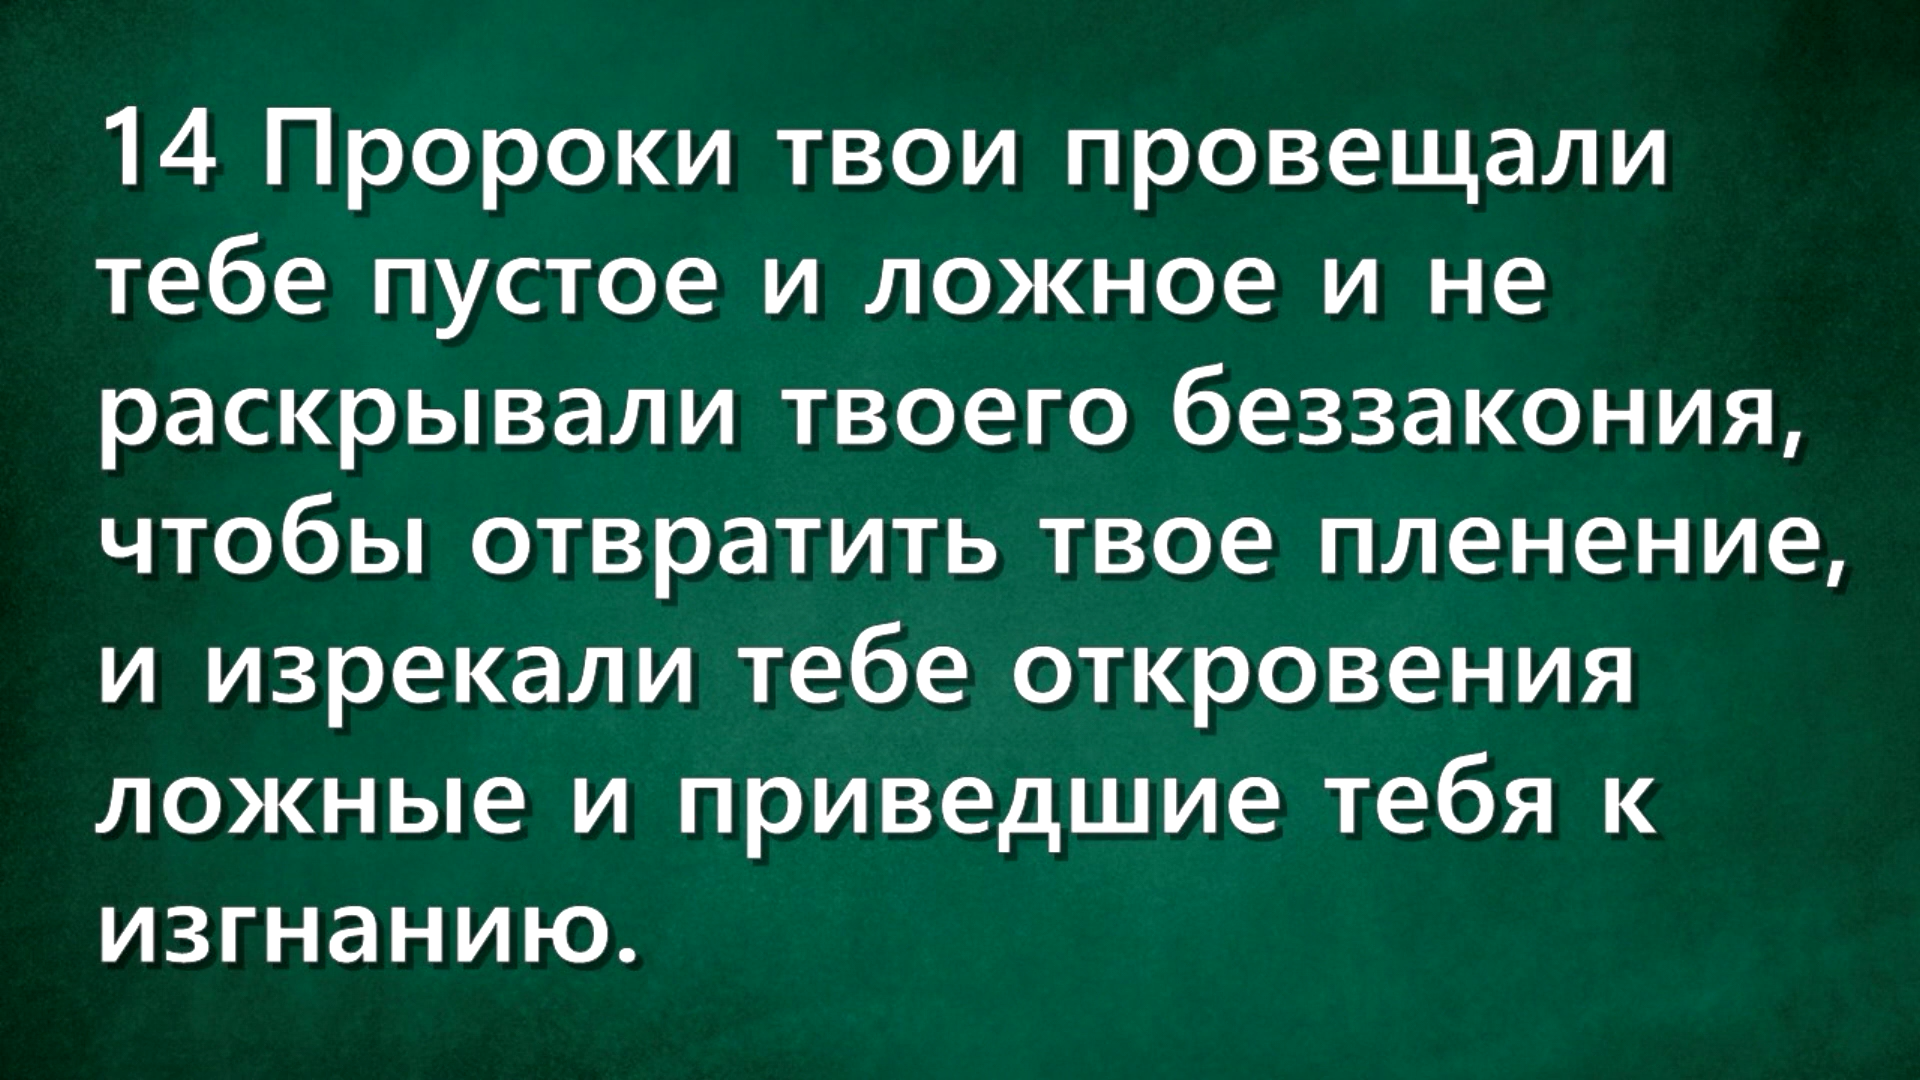 14 Пророки твои провещали
тебе пустое и ложное и не
раскрывали твоего беззакония,
чтобы отвратить твое пленение,
и изрекали тебе откровения
ложные и приведшие тебя к
изгнанию.